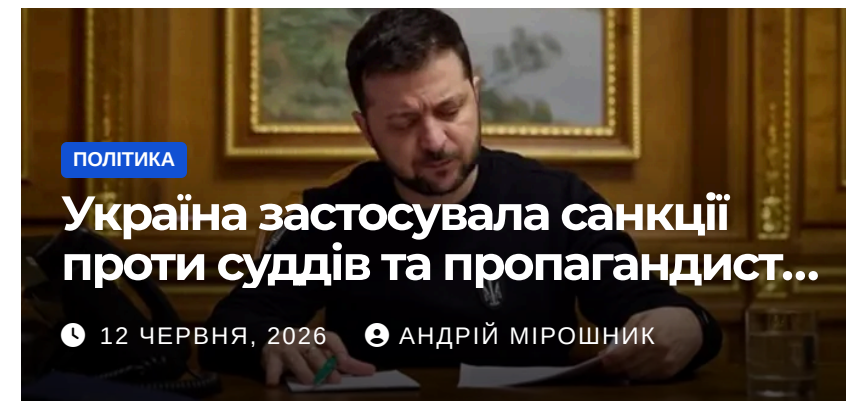 ПОЛІТИКА
Україна застосувала санкції
проти суддів та пропагандист...
12 ЧЕРВНЯ, 2026 АНДРІЙ МІРОШНИК